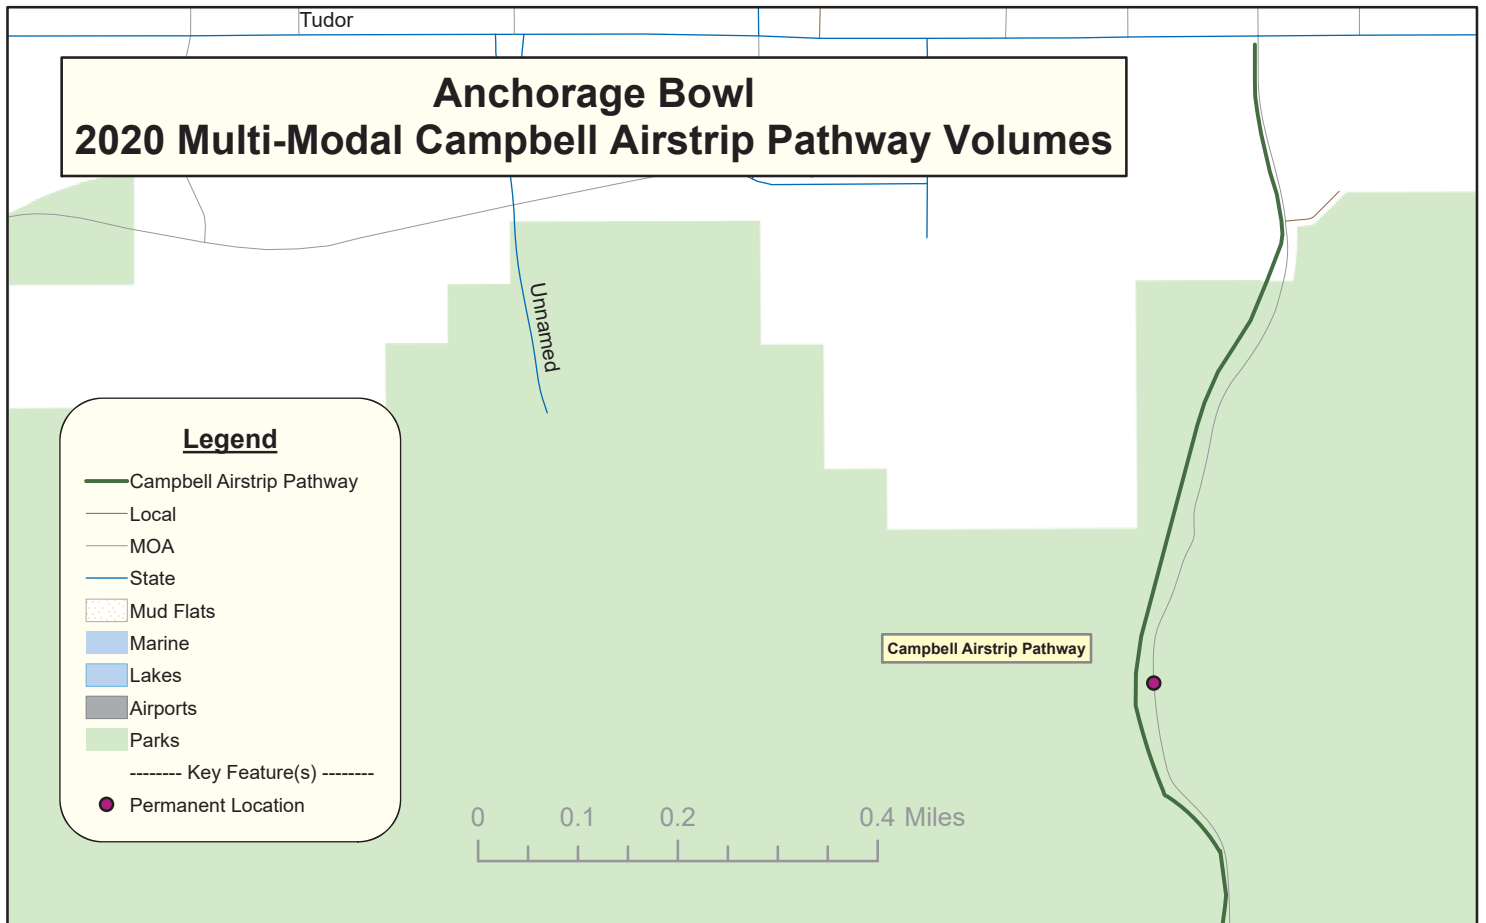 Tudor
Anchorage Bowl
2020 Multi-Modal Campbell Airstrip Pathway Volumes
Unnamed
Legend
Campbell Airstrip Pathway
Local
MOA
State
Mud Flats
Marine
Lakes
Airports
Parks
-------- Key Feature(s) --------
Permanent Location
Campbell Airstrip Pathway
0 0.1 0.2 0.4 Miles